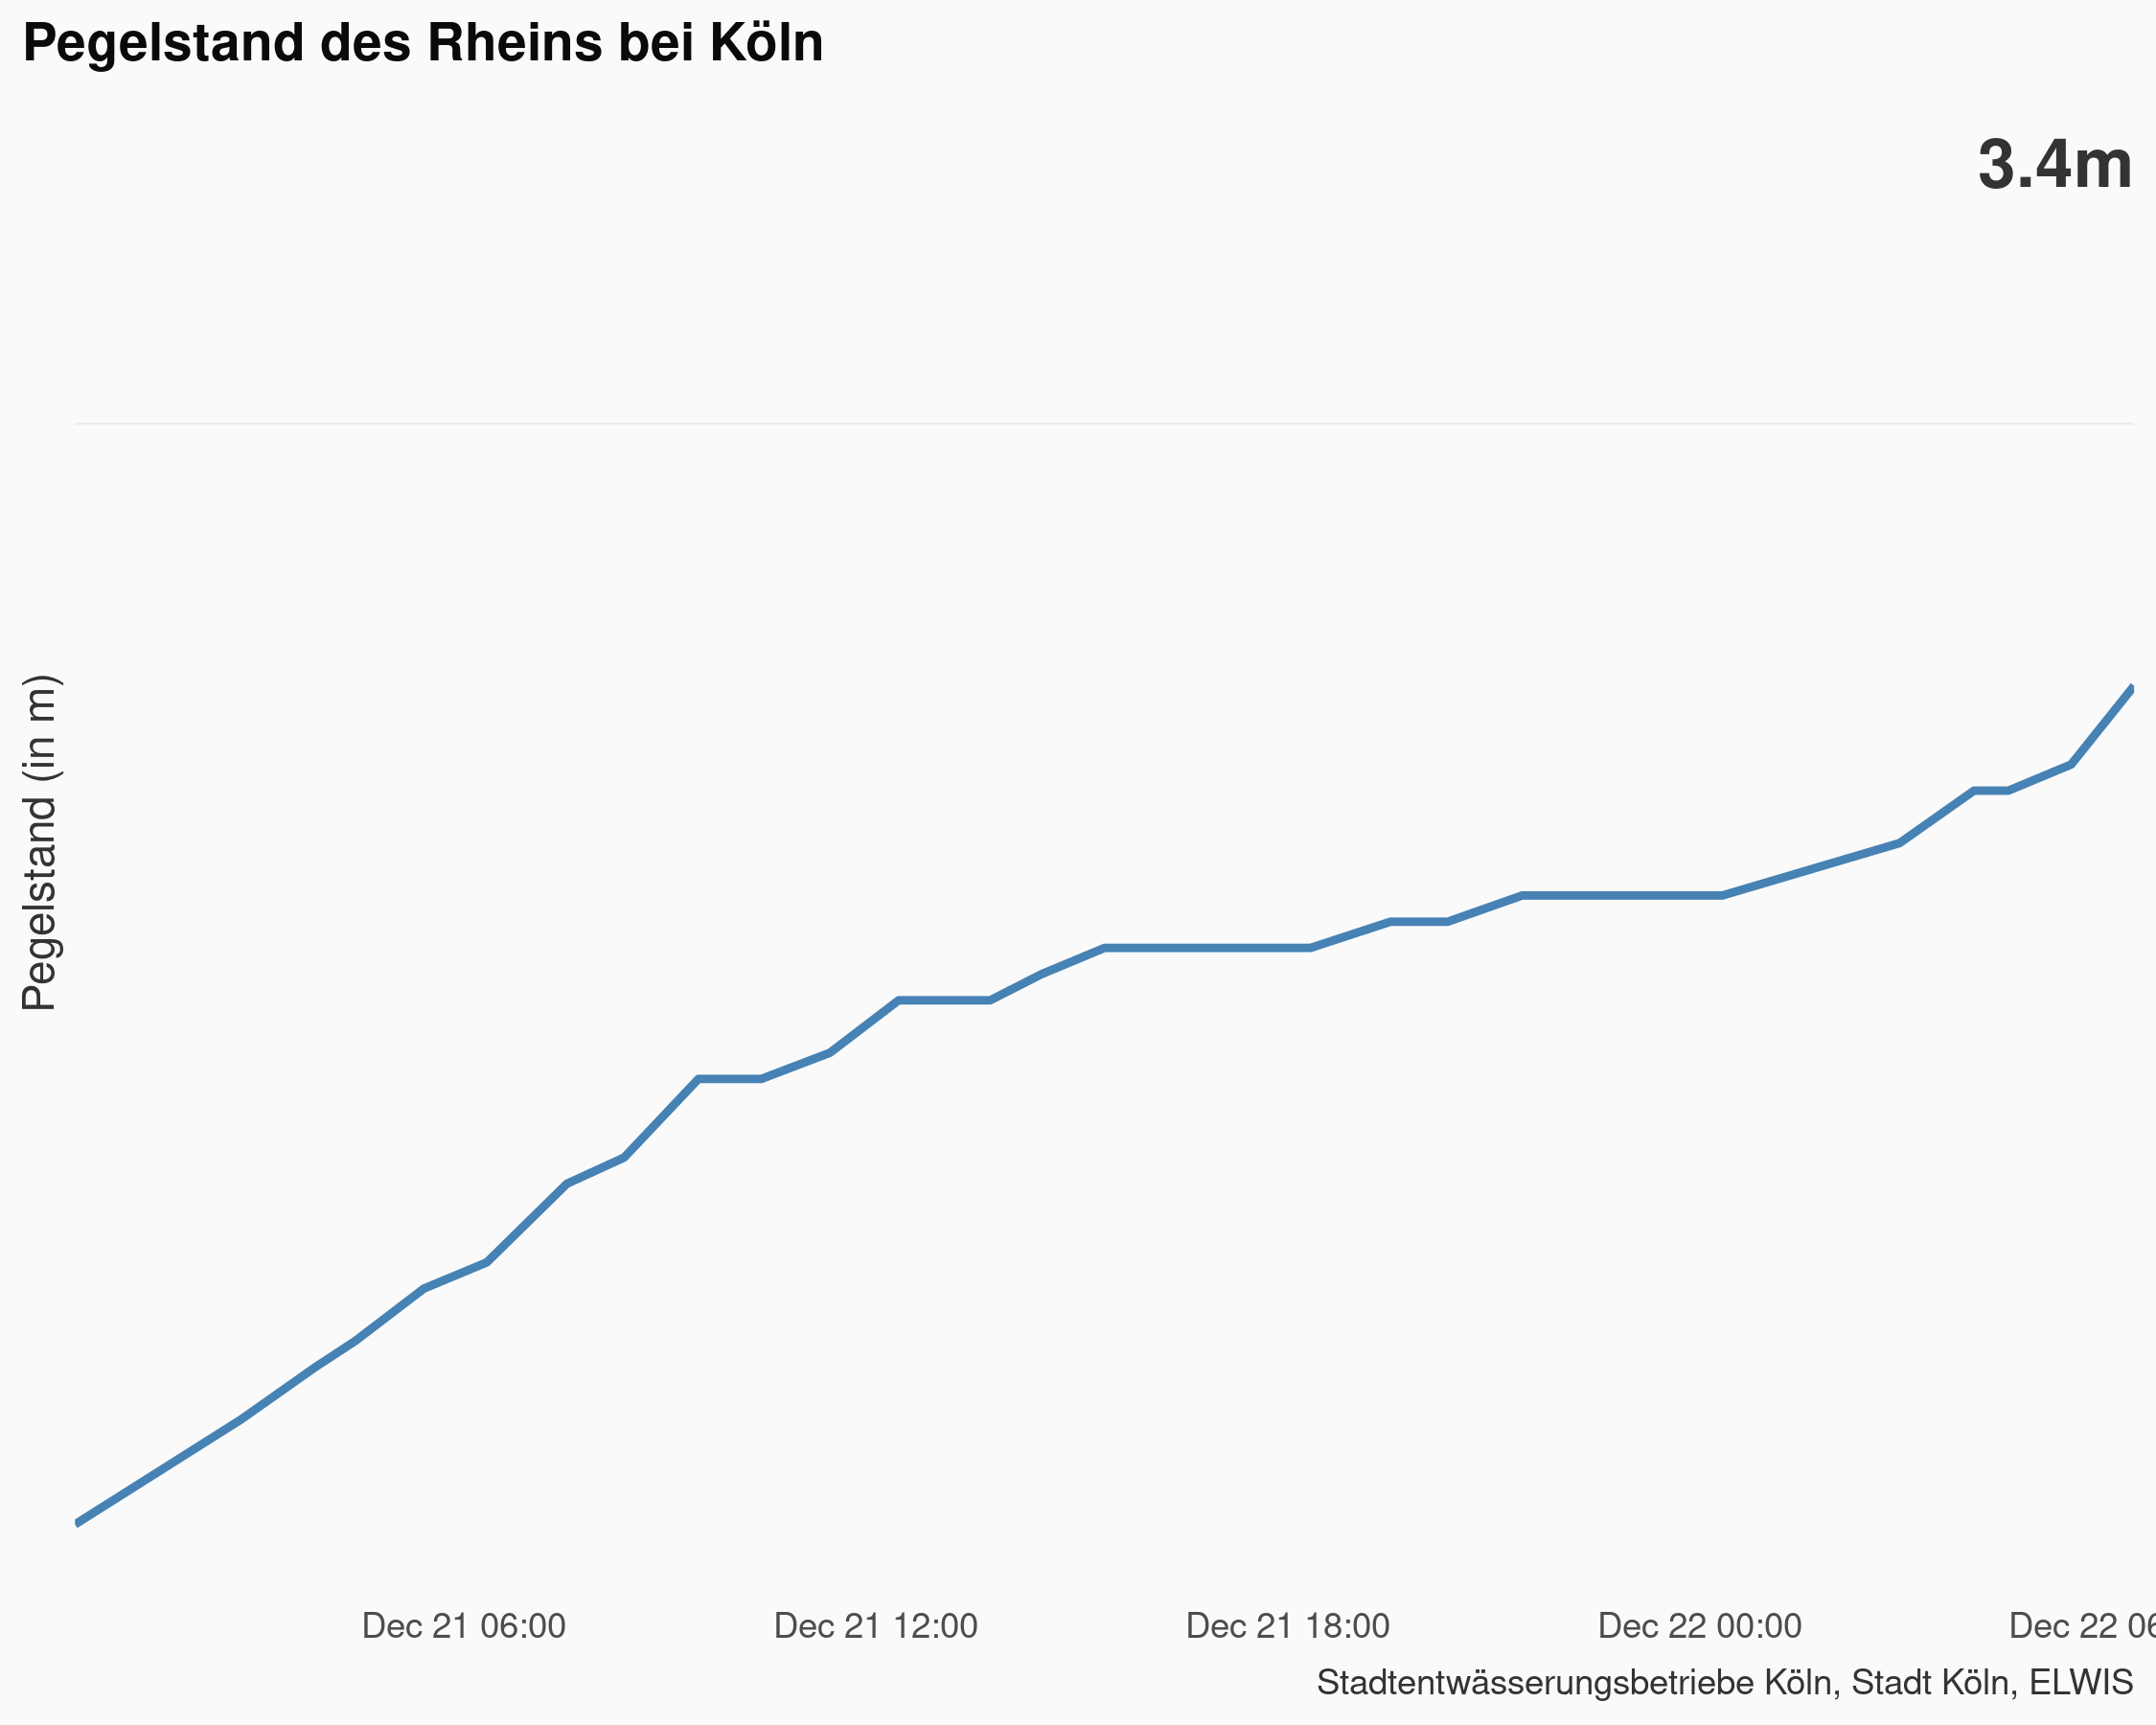 Pegelstand des Rheins bei Köln
3.4m
Pegelstand (in m)
Dec 21 06:00
Dec 21 12:00
Dec 21 18:00
Dec 22 00:00
Dec 22 06
Stadtentwässerungsbetriebe Köln, Stadt Köln, ELWIS